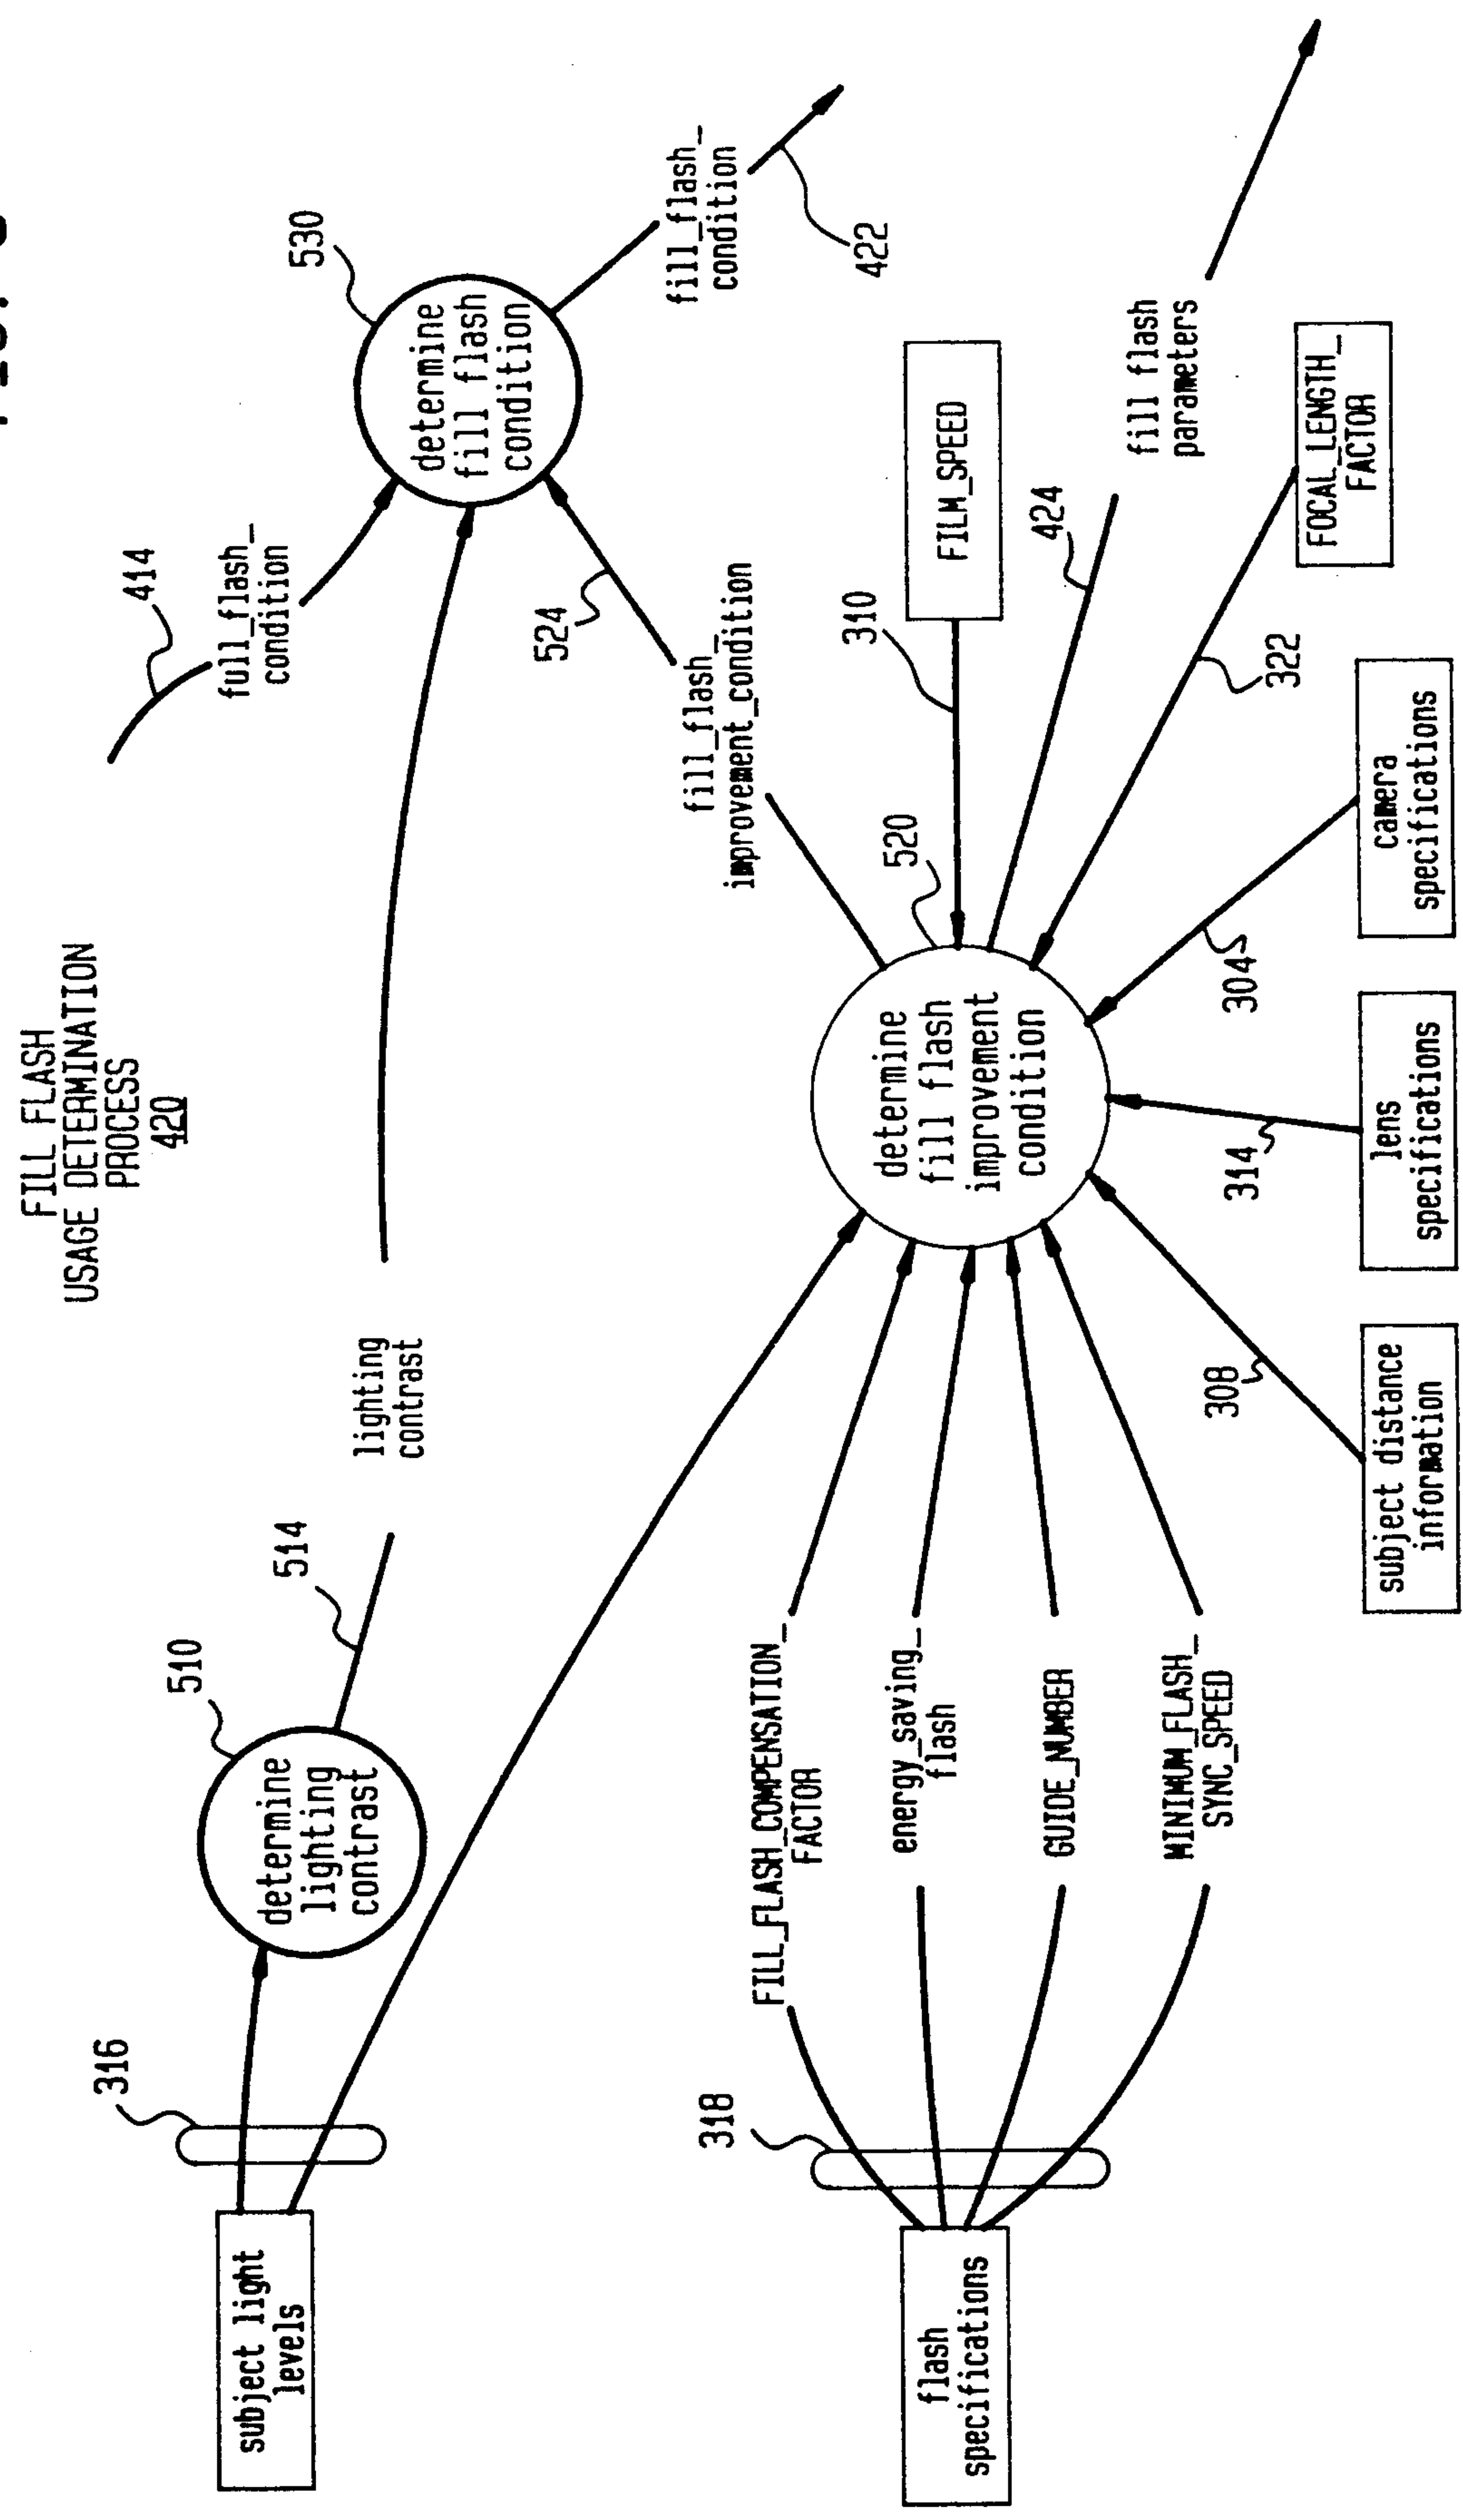 FILL FLASH
USAGE DETERMINATION
PROCESS
420
316
subject light
levels
510
determine
lighting
contrast
514
lighting
contrast
414
full_flash_
condition
530
determine
fill flash
condition
524
fill_flash_
condition
422
fill_flash_
improvement_condition
318
flash
specifications
FILL_FLASH_COMPENSATION_
FACTOR
energy_saving_
flash
GUIDE_NUMBER
MINIMUM_FLASH_
SYNC_SPEED
520
determine
fill flash
improvement
condition
310
FILM_SPEED
424
fill flash
parameters
322
FOCAL_LENGTH_
FACTOR
308
subject distance
information
314
lens
specifications
304
camera
specifications